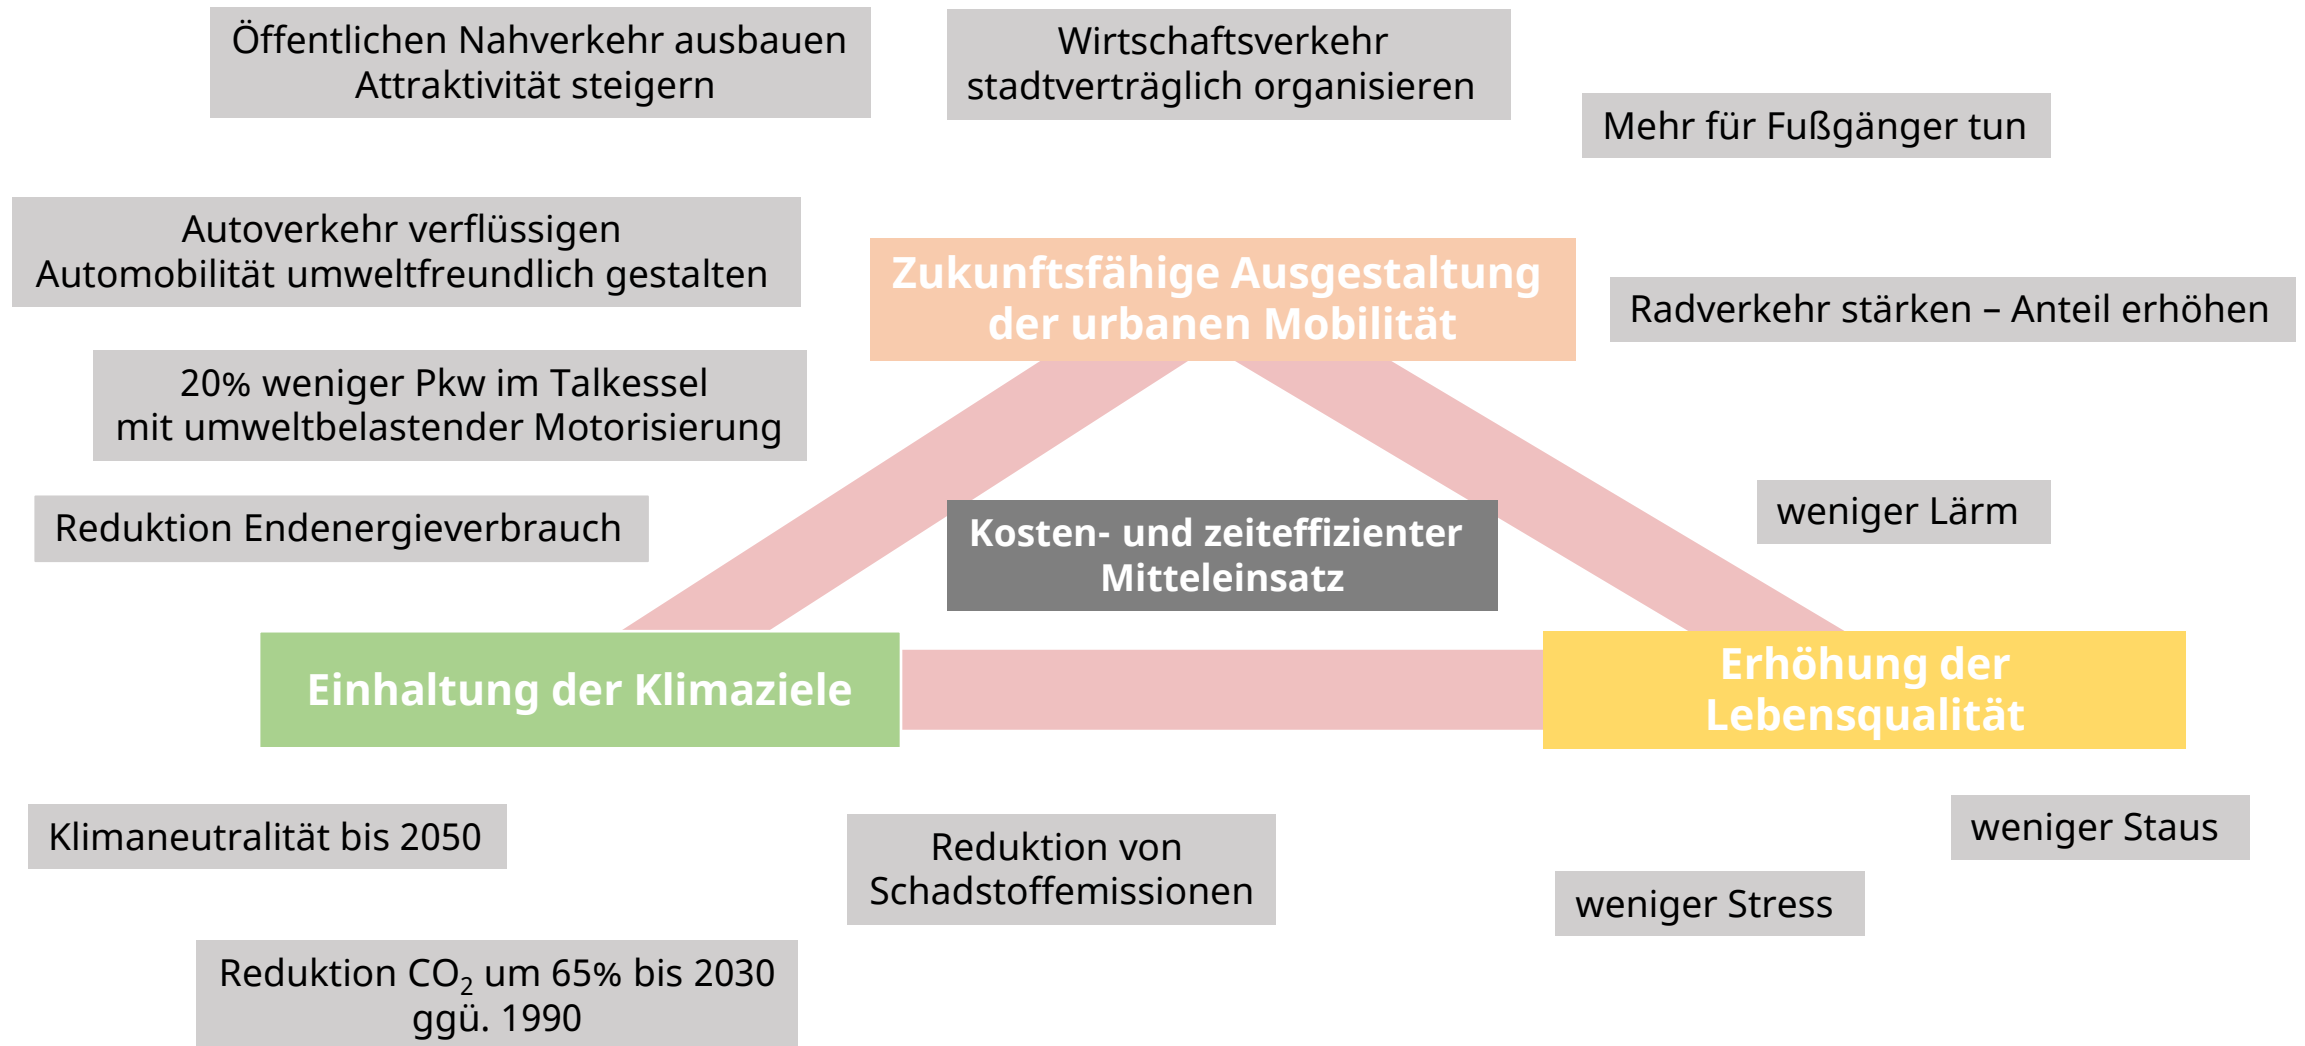 Öffentlichen Nahverkehr ausbauen
Attraktivität steigern
Wirtschaftsverkehr
stadtverträglich organisieren
Mehr für Fußgänger tun
Autoverkehr verflüssigen
Automobilität umweltfreundlich gestalten
Zukunftsfähige Ausgestaltung
der urbanen Mobilität
Radverkehr stärken – Anteil erhöhen
20% weniger Pkw im Talkessel
mit umweltbelastender Motorisierung
Reduktion Endenergieverbrauch
Kosten- und zeiteffizienter
Mitteleinsatz
weniger Lärm
Einhaltung der Klimaziele
Erhöhung der
Lebensqualität
Klimaneutralität bis 2050
Reduktion von
Schadstoffemissionen
weniger Staus
weniger Stress
Reduktion CO₂ um 65% bis 2030
ggü. 1990